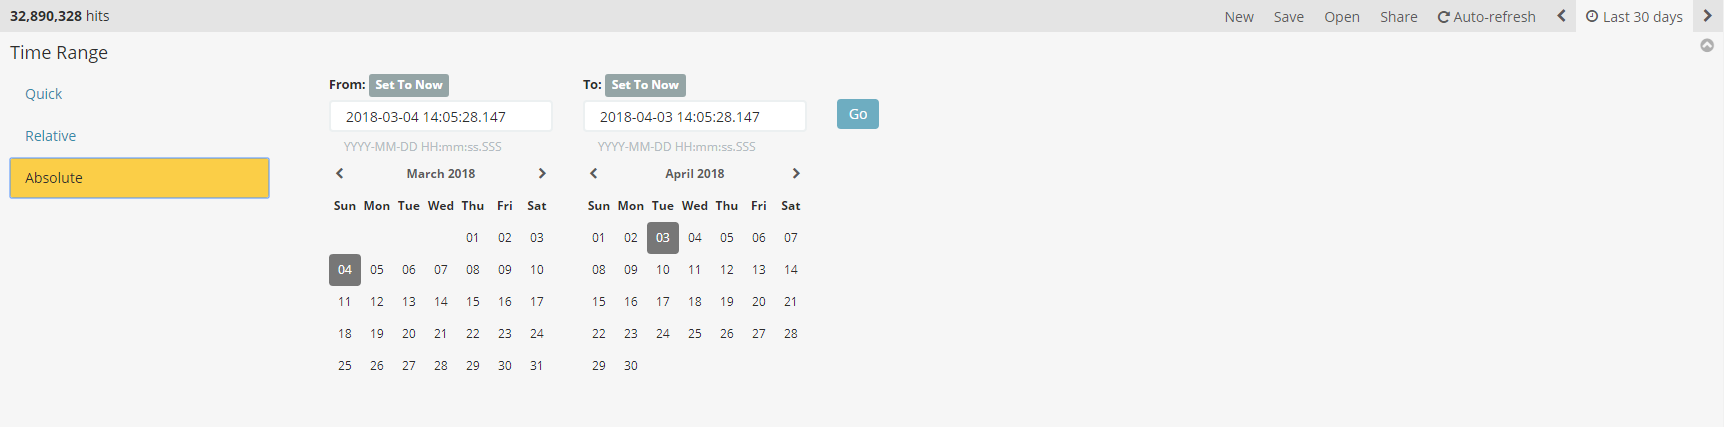 32,890,328 hits New Save Open Share Auto-refresh Last 30 days
Time Range
Quick
Relative
Absolute
From: Set To Now
2018-03-04 14:05:28.147
YYYY-MM-DD HH:mm:ss.SSS
March 2018
Sun Mon Tue Wed Thu Fri Sat
01 02 03
04 05 06 07 08 09 10
11 12 13 14 15 16 17
18 19 20 21 22 23 24
25 26 27 28 29 30 31
To: Set To Now
2018-04-03 14:05:28.147
YYYY-MM-DD HH:mm:ss.SSS
April 2018
Sun Mon Tue Wed Thu Fri Sat
01 02 03 04 05 06 07
08 09 10 11 12 13 14
15 16 17 18 19 20 21
22 23 24 25 26 27 28
29 30
Go